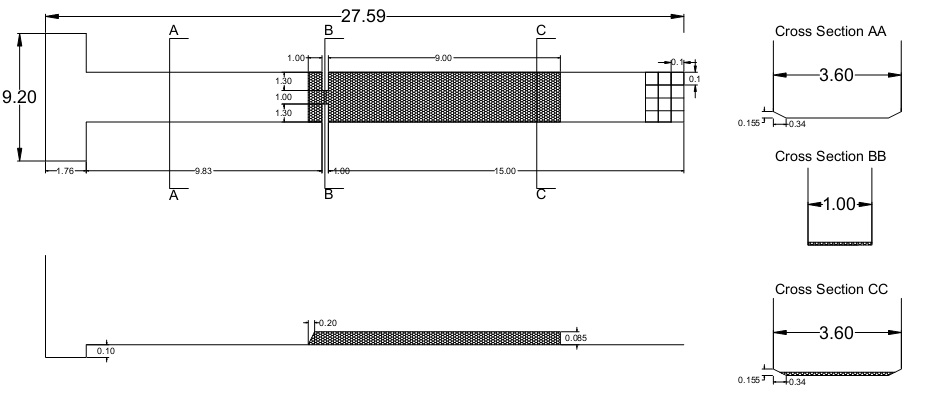 27.59
A
B
C
1.00
9.00
0.1
0.1
9.20
1.30
1.00
1.30
1.76
9.83
1.00
15.00
A
B
C
0.20
0.10
0.085
Cross Section AA
3.60
0.155
0.34
Cross Section BB
1.00
Cross Section CC
3.60
0.155
0.34